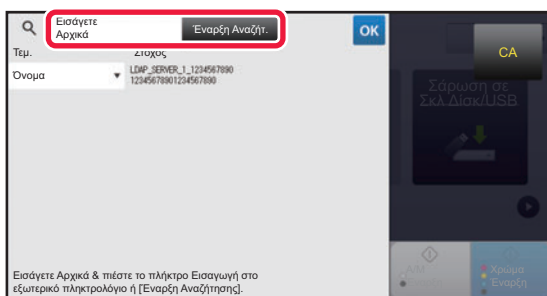 Εισάγετε
Αρχικά
Έναρξη Αναζήτ.
OK
CA
Τεμ.
Στόχος
Όνομα
LDAP_SERVER_1_1234567890
12345678901234567890
Σάρωση σε
Σκλ Δίσκ/USB
Εισάγετε Αρχικά & πιέστε το πλήκτρο Εισαγωγή στο
εξωτερικό πληκτρολόγιο ή [Έναρξη Αναζήτησης].
Χρώμα
Έναρξη